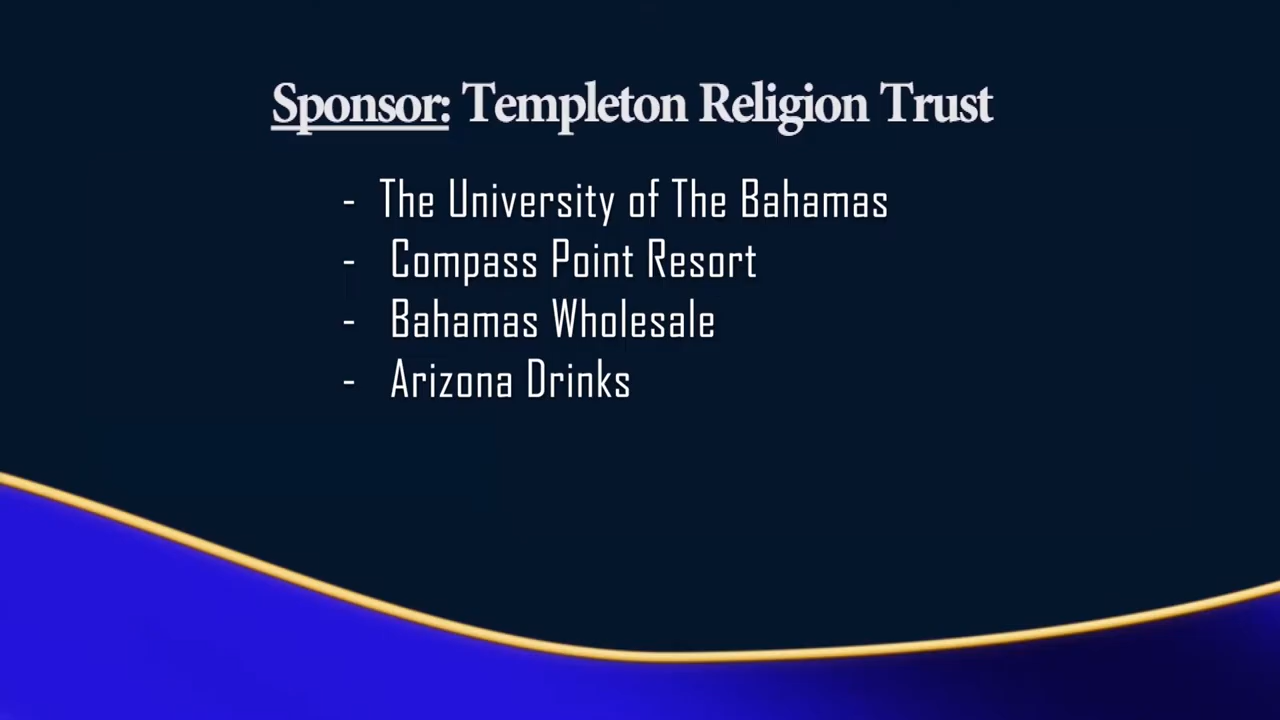 Sponsor: Templeton Religion Trust
- The University of The Bahamas
- Compass Point Resort
- Bahamas Wholesale
- Arizona Drinks